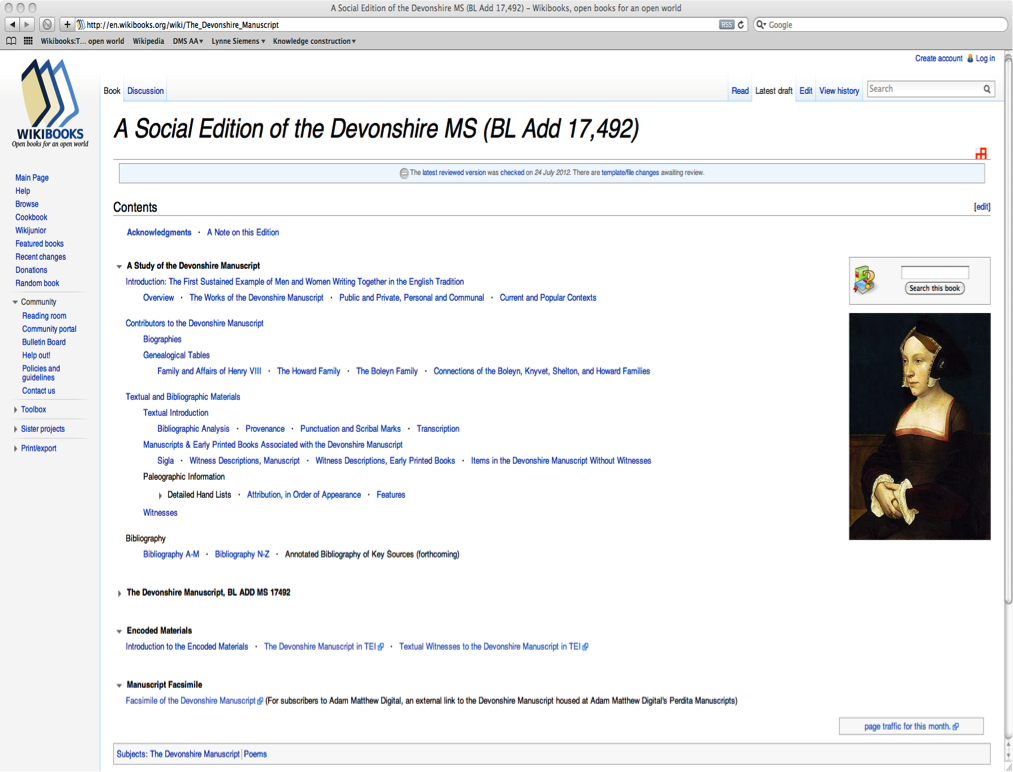 A Social Edition of the Devonshire MS (BL Add 17,492) – Wikibooks, open books for an open world
http://en.wikibooks.org/wiki/The_Devonshire_Manuscript RSS Google
Wikibooks:T... open world Wikipedia DMS AA▾ Lynne Siemens ▾ Knowledge construction▾
Create account Log in
Book Discussion Read Latest draft Edit View history Search
WIKIBOOKS
Open books for an open world
A Social Edition of the Devonshire MS (BL Add 17,492)
The latest reviewed version was checked on 24 July 2012. There are template/file changes awaiting review.
Main Page
Help
Browse
Cookbook
Wikijunior
Featured books
Recent changes
Donations
Random book
Community
Reading room
Community portal
Bulletin Board
Help out!
Policies and
guidelines
Contact us
Toolbox
Sister projects
Print/export
Contents [edit]
Acknowledgments · A Note on this Edition
A Study of the Devonshire Manuscript
Introduction: The First Sustained Example of Men and Women Writing Together in the English Tradition
Overview · The Works of the Devonshire Manuscript · Public and Private, Personal and Communal · Current and Popular Contexts
Contributors to the Devonshire Manuscript
Biographies
Genealogical Tables
Family and Affairs of Henry VIII · The Howard Family · The Boleyn Family · Connections of the Boleyn, Knyvet, Shelton, and Howard Families
Textual and Bibliographic Materials
Textual Introduction
Bibliographic Analysis · Provenance · Punctuation and Scribal Marks · Transcription
Manuscripts & Early Printed Books Associated with the Devonshire Manuscript
Sigla · Witness Descriptions, Manuscript · Witness Descriptions, Early Printed Books · Items in the Devonshire Manuscript Without Witnesses
Paleographic Information
Detailed Hand Lists · Attribution, in Order of Appearance · Features
Witnesses
Bibliography
Bibliography A-M · Bibliography N-Z · Annotated Bibliography of Key Sources (forthcoming)
The Devonshire Manuscript, BL ADD MS 17492
Encoded Materials
Introduction to the Encoded Materials · The Devonshire Manuscript in TEI · Textual Witnesses to the Devonshire Manuscript in TEI
Manuscript Facsimile
Facsimile of the Devonshire Manuscript (For subscribers to Adam Matthew Digital, an external link to the Devonshire Manuscript housed at Adam Matthew Digital's Perdita Manuscripts)
Search this book
page traffic for this month.
Subjects: The Devonshire Manuscript | Poems